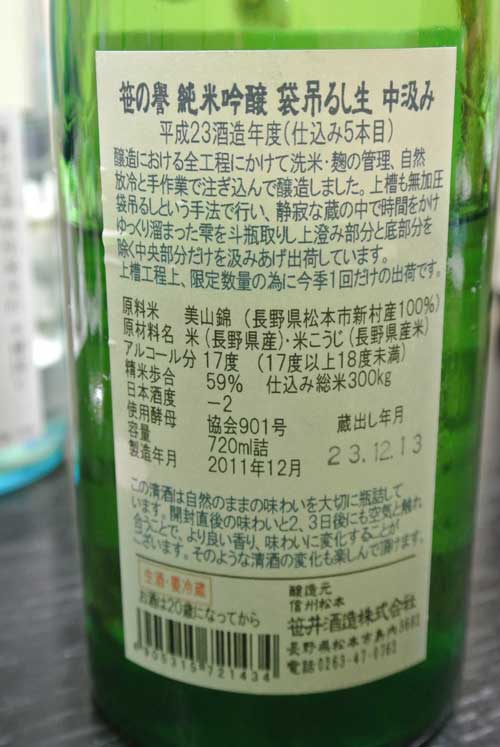 笹の譽 純米吟醸 袋吊るし生 中汲み
平成23酒造年度(仕込み5本目)
醸造における全工程にかけて洗米・麹の管理、自然
放冷と手作業で注ぎ込んで醸造しました。上槽も無加圧
袋吊るしという手法で行い、静寂な蔵の中で時間をかけ
ゆっくり溜まった雫を斗瓶取りし上澄み部分と底部分を
除く中央部分だけを汲みあげ出荷しています。
上槽工程上、限定数量の為に今季1回だけの出荷です。
原料米 美山錦 (長野県松本市新村産100%)
原材料名 米(長野県産)・米こうじ(長野県産米)
アルコール分 17度 (17度以上18度未満)
精米歩合 59% 仕込み総米300kg
日本酒度 −2
使用酵母 協会901号 蔵出し年月
容量 720ml詰 23.12.13
製造年月 2011年12月
この清酒は自然のままの味わいを大切に瓶詰して
います。開封直後の味わいと2、3日後にも空気と触れ
合うことで、より良い香り、味わいに変化することが
ございます。そのような清酒の変化も楽しんで頂けます。
生酒・要冷蔵
お酒は20歳になってから
醸造元
信州松本
笹井酒造株式会社
長野県松本市島内3681
電話 0263-47-0762
4905315721434